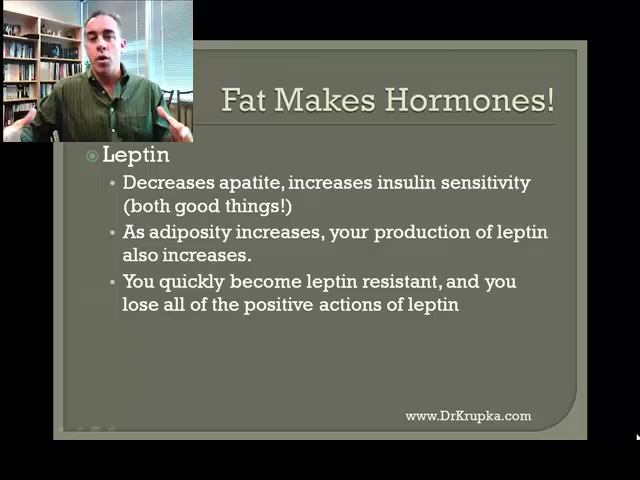 Fat Makes Hormones!
Leptin
Decreases apatite, increases insulin sensitivity
(both good things!)
As adiposity increases, your production of leptin
also increases.
You quickly become leptin resistant, and you
lose all of the positive actions of leptin
www.DrKrupka.com